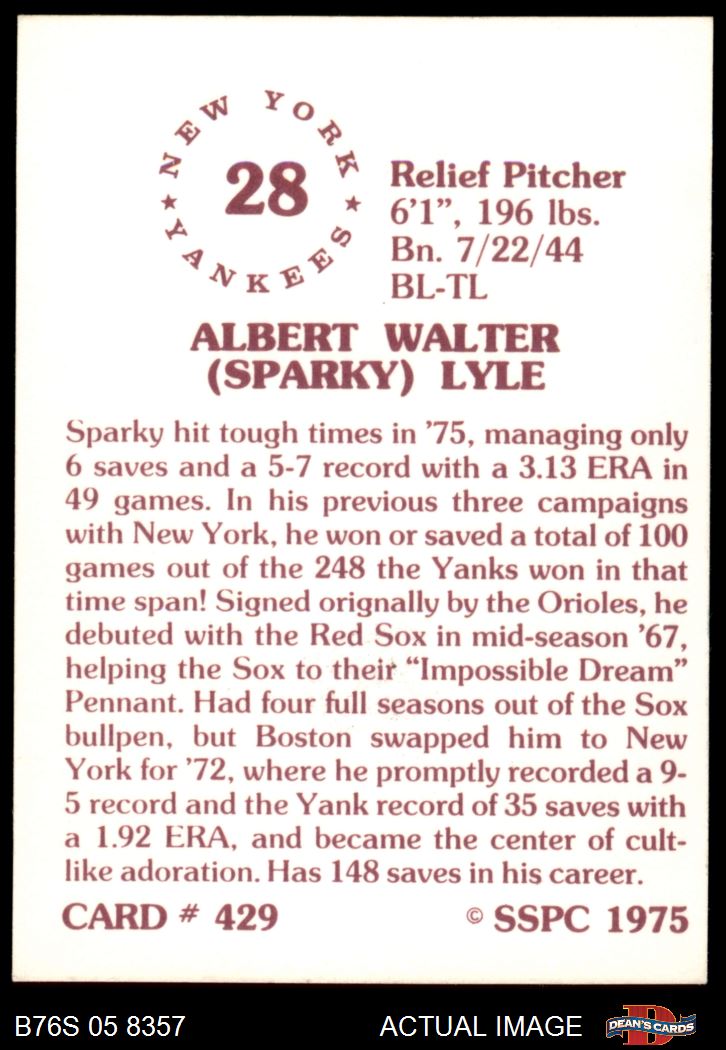 NEW YORK
★ 28 ★
YANKEES
Relief Pitcher
6'1", 196 lbs.
Bn. 7/22/44
BL-TL
ALBERT WALTER
(SPARKY) LYLE
Sparky hit tough times in '75, managing only
6 saves and a 5-7 record with a 3.13 ERA in
49 games. In his previous three campaigns
with New York, he won or saved a total of 100
games out of the 248 the Yanks won in that
time span! Signed orignally by the Orioles, he
debuted with the Red Sox in mid-season '67,
helping the Sox to their "Impossible Dream"
Pennant. Had four full seasons out of the Sox
bullpen, but Boston swapped him to New
York for '72, where he promptly recorded a 9-
5 record and the Yank record of 35 saves with
a 1.92 ERA, and became the center of cult-
like adoration. Has 148 saves in his career.
CARD # 429 © SSPC 1975
B76S 05 8357 ACTUAL IMAGE D DEAN'S CARDS